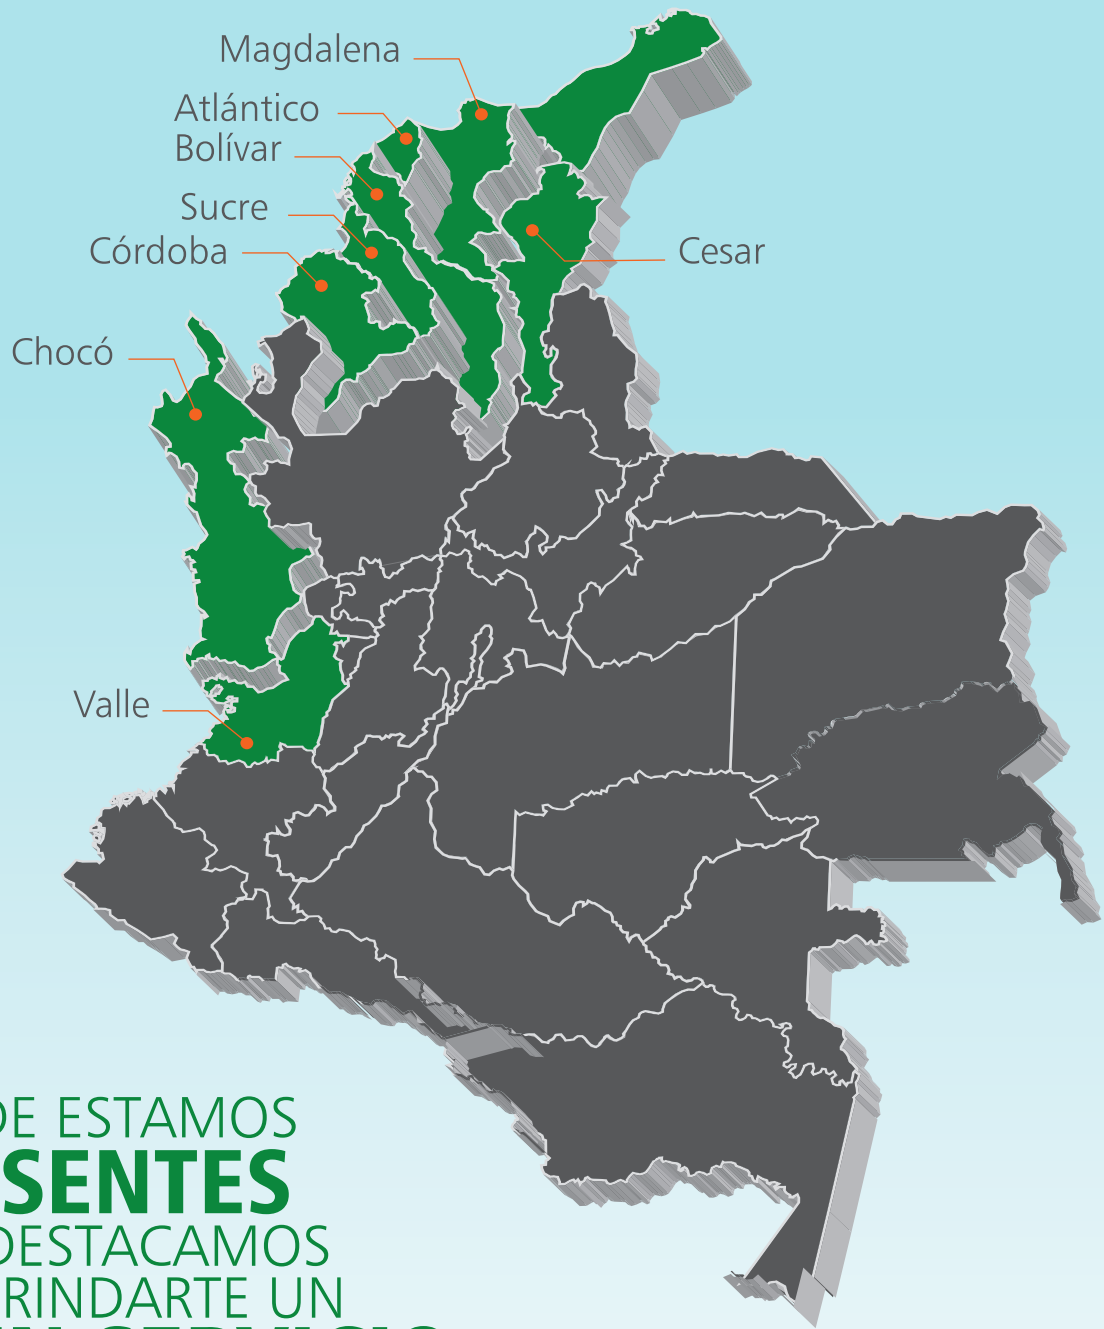 Magdalena
Atlántico
Bolívar
Sucre
Córdoba
Cesar
Chocó
Valle
DE ESTAMOS
SENTES
DESTACAMOS
RINDARTE UN